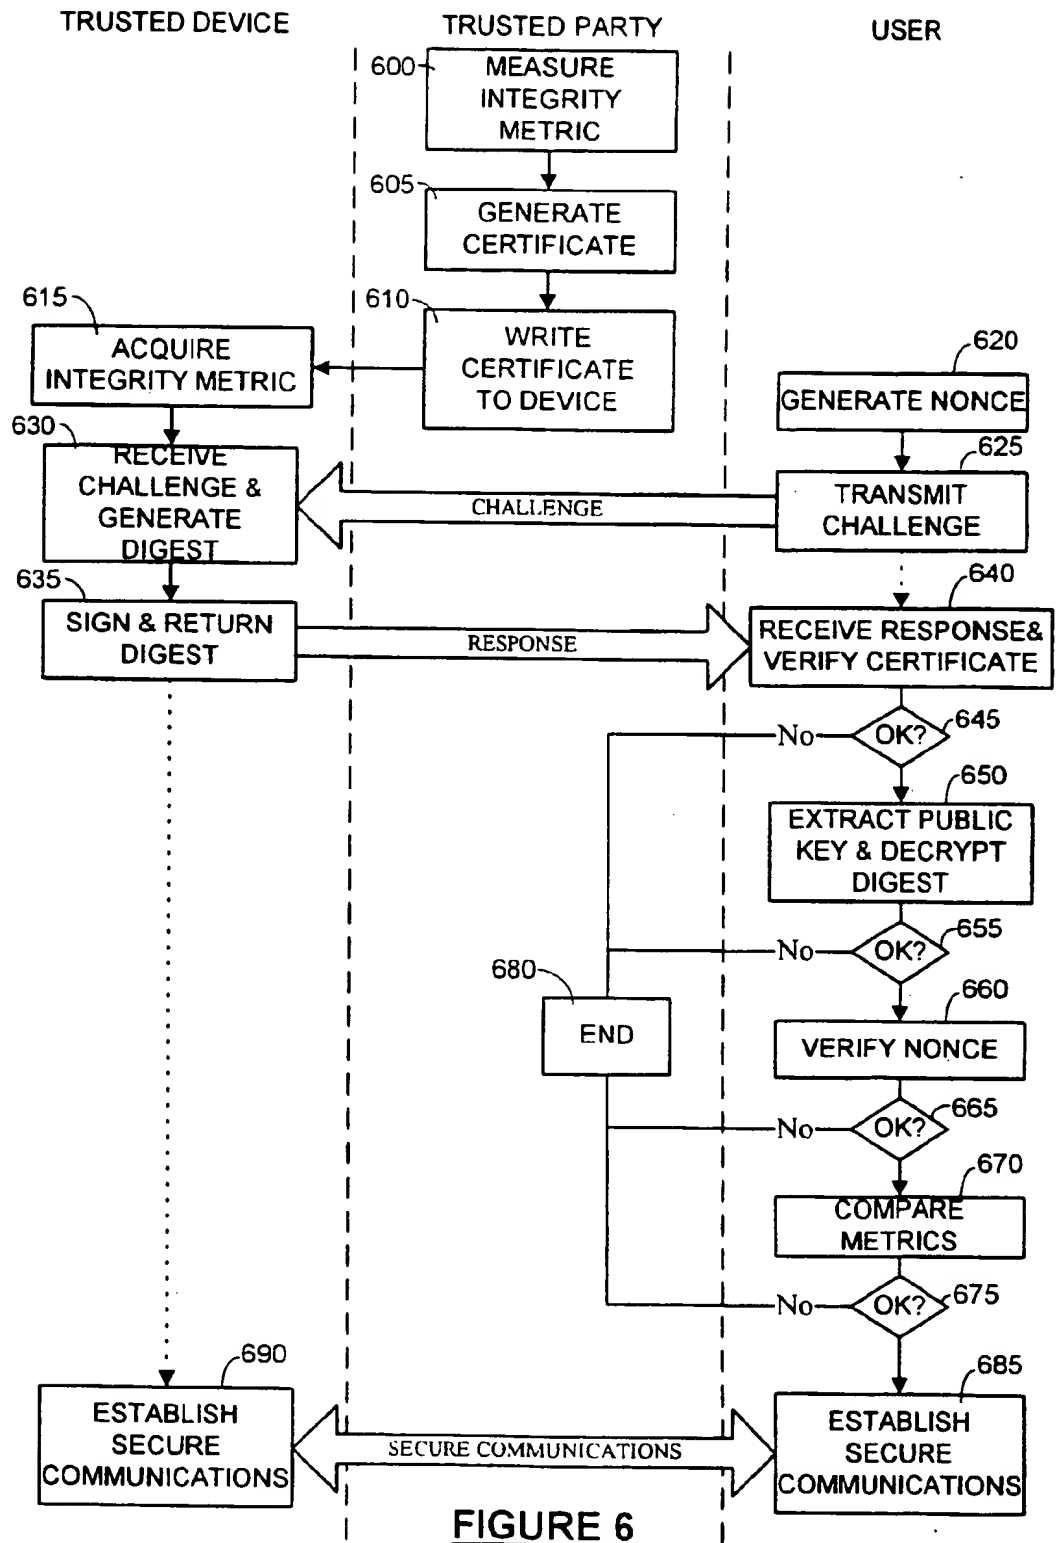 TRUSTED DEVICE
TRUSTED PARTY
USER
600
MEASURE
INTEGRITY
METRIC
605
GENERATE
CERTIFICATE
610
WRITE
CERTIFICATE
TO DEVICE
615
ACQUIRE
INTEGRITY METRIC
620
GENERATE NONCE
625
TRANSMIT
CHALLENGE
CHALLENGE
630
RECEIVE
CHALLENGE &
GENERATE
DIGEST
635
SIGN & RETURN
DIGEST
RESPONSE
640
RECEIVE RESPONSE&
VERIFY CERTIFICATE
No
OK?
645
650
EXTRACT PUBLIC
KEY & DECRYPT
DIGEST
No
OK?
655
680
END
660
VERIFY NONCE
No
OK?
665
670
COMPARE
METRICS
No
OK?
675
690
ESTABLISH
SECURE
COMMUNICATIONS
SECURE COMMUNICATIONS
685
ESTABLISH
SECURE
COMMUNICATIONS
FIGURE 6